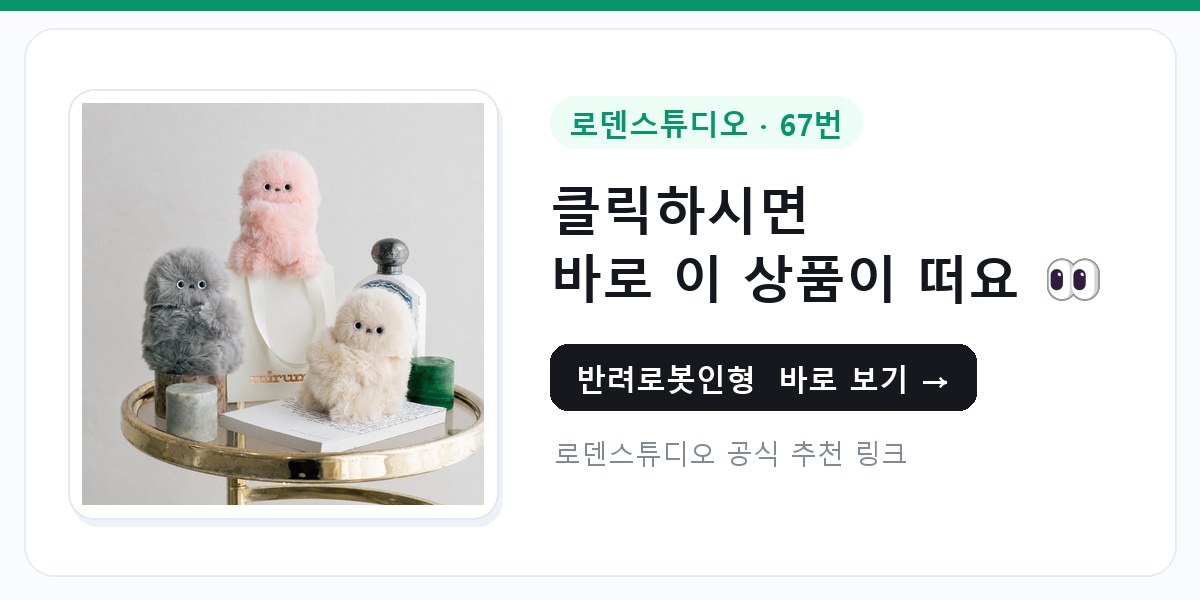 로덴스튜디오 · 67번
클릭하시면
바로 이 상품이 떠요 👀
반려로봇인형 바로 보기 →
로덴스튜디오 공식 추천 링크
mirumi